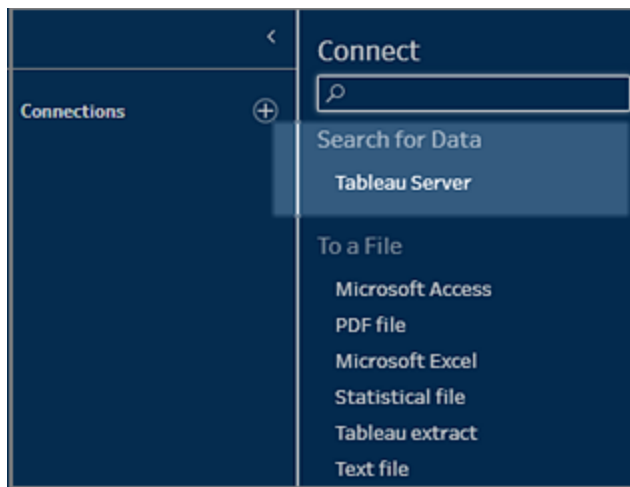 Connections
Connect
Search for Data
Tableau Server
To a File
Microsoft Access
PDF file
Microsoft Excel
Statistical file
Tableau extract
Text file